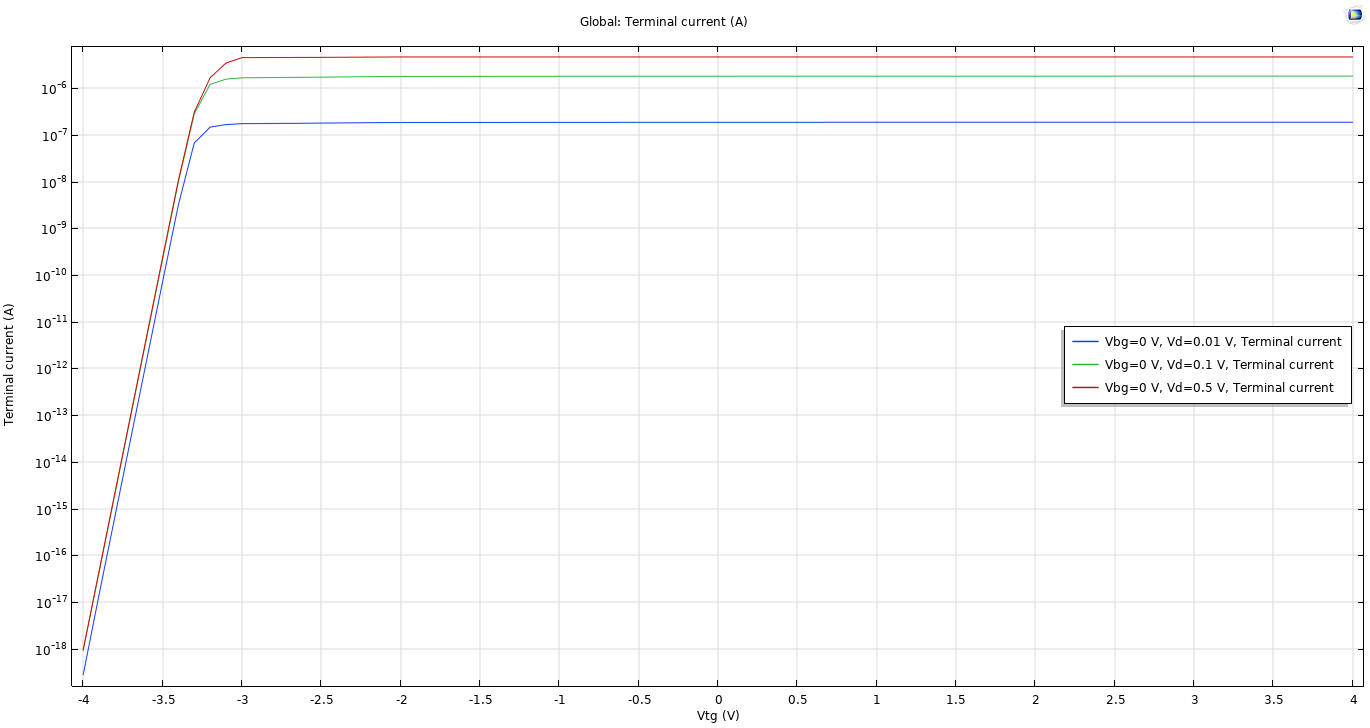 Global: Terminal current (A)
Terminal current (A)
10⁻⁶
10⁻⁷
10⁻⁸
10⁻⁹
10⁻¹⁰
10⁻¹¹
10⁻¹²
10⁻¹³
10⁻¹⁴
10⁻¹⁵
10⁻¹⁶
10⁻¹⁷
10⁻¹⁸
Vbg=0 V, Vd=0.01 V, Terminal current
Vbg=0 V, Vd=0.1 V, Terminal current
Vbg=0 V, Vd=0.5 V, Terminal current
-4 -3.5 -3 -2.5 -2 -1.5 -1 -0.5 0 0.5 1 1.5 2 2.5 3 3.5 4
Vtg (V)